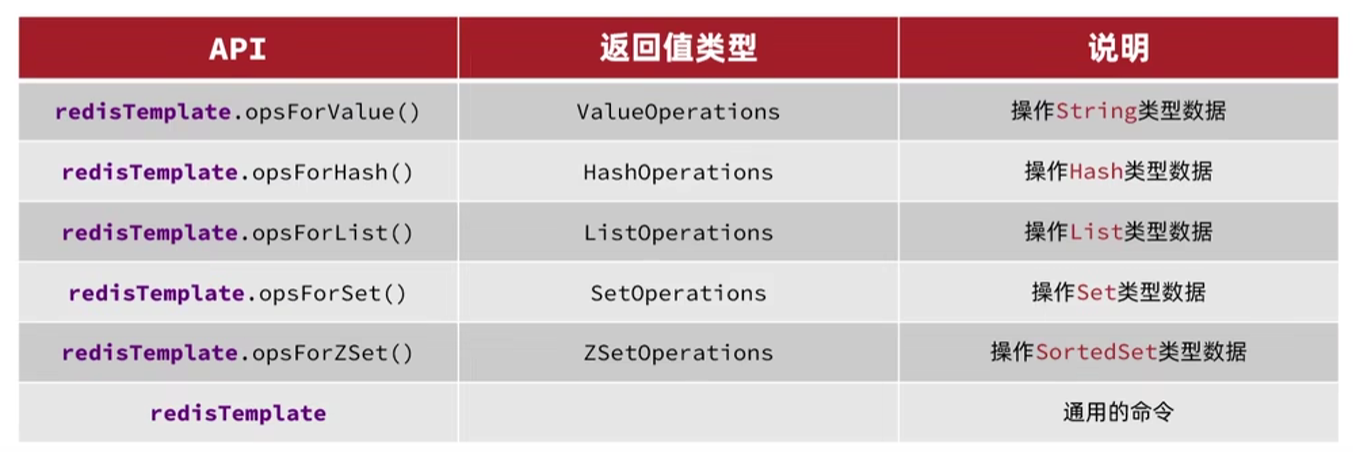 API 返回值类型 说明
redisTemplate.opsForValue() ValueOperations 操作String类型数据
redisTemplate.opsForHash() HashOperations 操作Hash类型数据
redisTemplate.opsForList() ListOperations 操作List类型数据
redisTemplate.opsForSet() SetOperations 操作Set类型数据
redisTemplate.opsForZSet() ZSetOperations 操作SortedSet类型数据
redisTemplate 通用的命令